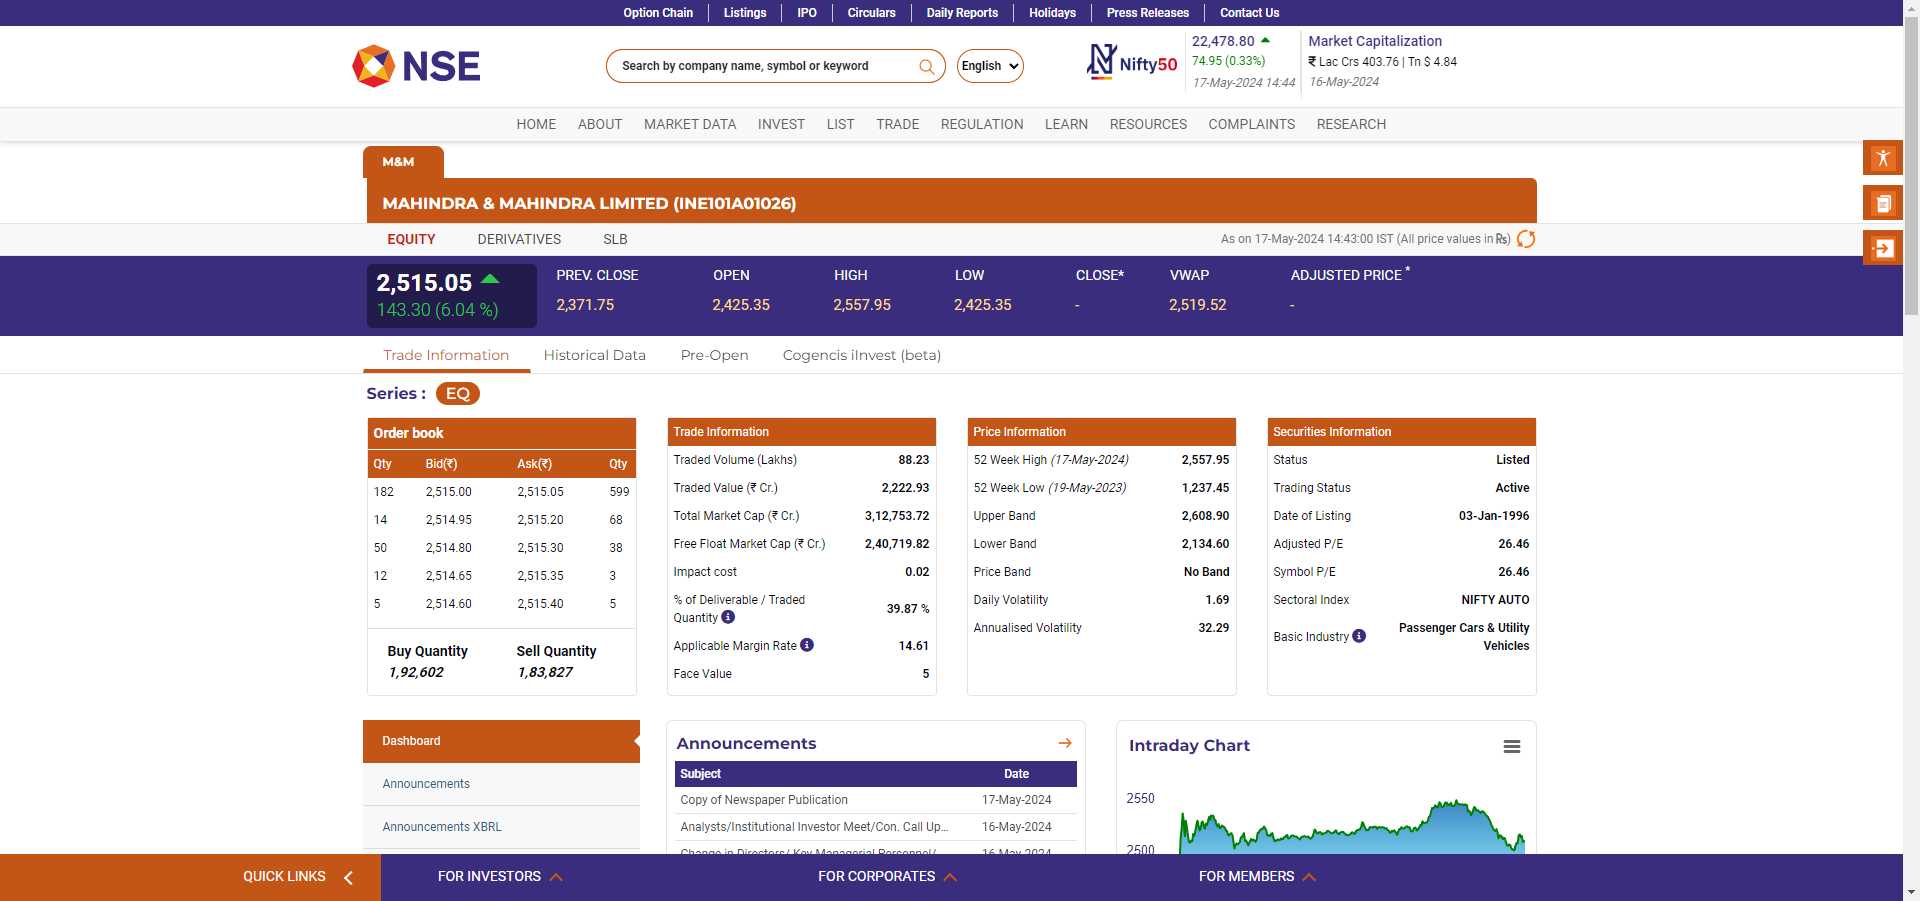 Option Chain Listings IPO Circulars Daily Reports Holidays Press Releases Contact Us
NSE
Search by company name, symbol or keyword
English
Nifty50
22,478.80
74.95 (0.33%)
17-May-2024 14:44
Market Capitalization
₹ Lac Crs 403.76 | Tn $ 4.84
16-May-2024
HOME ABOUT MARKET DATA INVEST LIST TRADE REGULATION LEARN RESOURCES COMPLAINTS RESEARCH
M&M
MAHINDRA & MAHINDRA LIMITED (INE101A01026)
EQUITY DERIVATIVES SLB
As on 17-May-2024 14:43:00 IST (All price values in ₨)
2,515.05
143.30 (6.04 %)
PREV. CLOSE OPEN HIGH LOW CLOSE* VWAP ADJUSTED PRICE *
2,371.75 2,425.35 2,557.95 2,425.35 - 2,519.52 -
Trade Information Historical Data Pre-Open Cogencis iInvest (beta)
Series : EQ
Order book
Qty Bid(₹) Ask(₹) Qty
182 2,515.00 2,515.05 599
14 2,514.95 2,515.20 68
50 2,514.80 2,515.30 38
12 2,514.65 2,515.35 3
5 2,514.60 2,515.40 5
Buy Quantity Sell Quantity
1,92,602 1,83,827
Trade Information
Traded Volume (Lakhs) 88.23
Traded Value (₹ Cr.) 2,222.93
Total Market Cap (₹ Cr.) 3,12,753.72
Free Float Market Cap (₹ Cr.) 2,40,719.82
Impact cost 0.02
% of Deliverable / Traded
Quantity 39.87 %
Applicable Margin Rate 14.61
Face Value 5
Price Information
52 Week High (17-May-2024) 2,557.95
52 Week Low (19-May-2023) 1,237.45
Upper Band 2,608.90
Lower Band 2,134.60
Price Band No Band
Daily Volatility 1.69
Annualised Volatility 32.29
Securities Information
Status Listed
Trading Status Active
Date of Listing 03-Jan-1996
Adjusted P/E 26.46
Symbol P/E 26.46
Sectoral Index NIFTY AUTO
Basic Industry Passenger Cars & Utility
Vehicles
Dashboard
Announcements
Announcements XBRL
Announcements
Subject Date
Copy of Newspaper Publication 17-May-2024
Analysts/Institutional Investor Meet/Con. Call Up... 16-May-2024
Change in Directors/ Key Managerial Personnel/ 16-May-2024
Intraday Chart
2550
2500
QUICK LINKS FOR INVESTORS FOR CORPORATES FOR MEMBERS